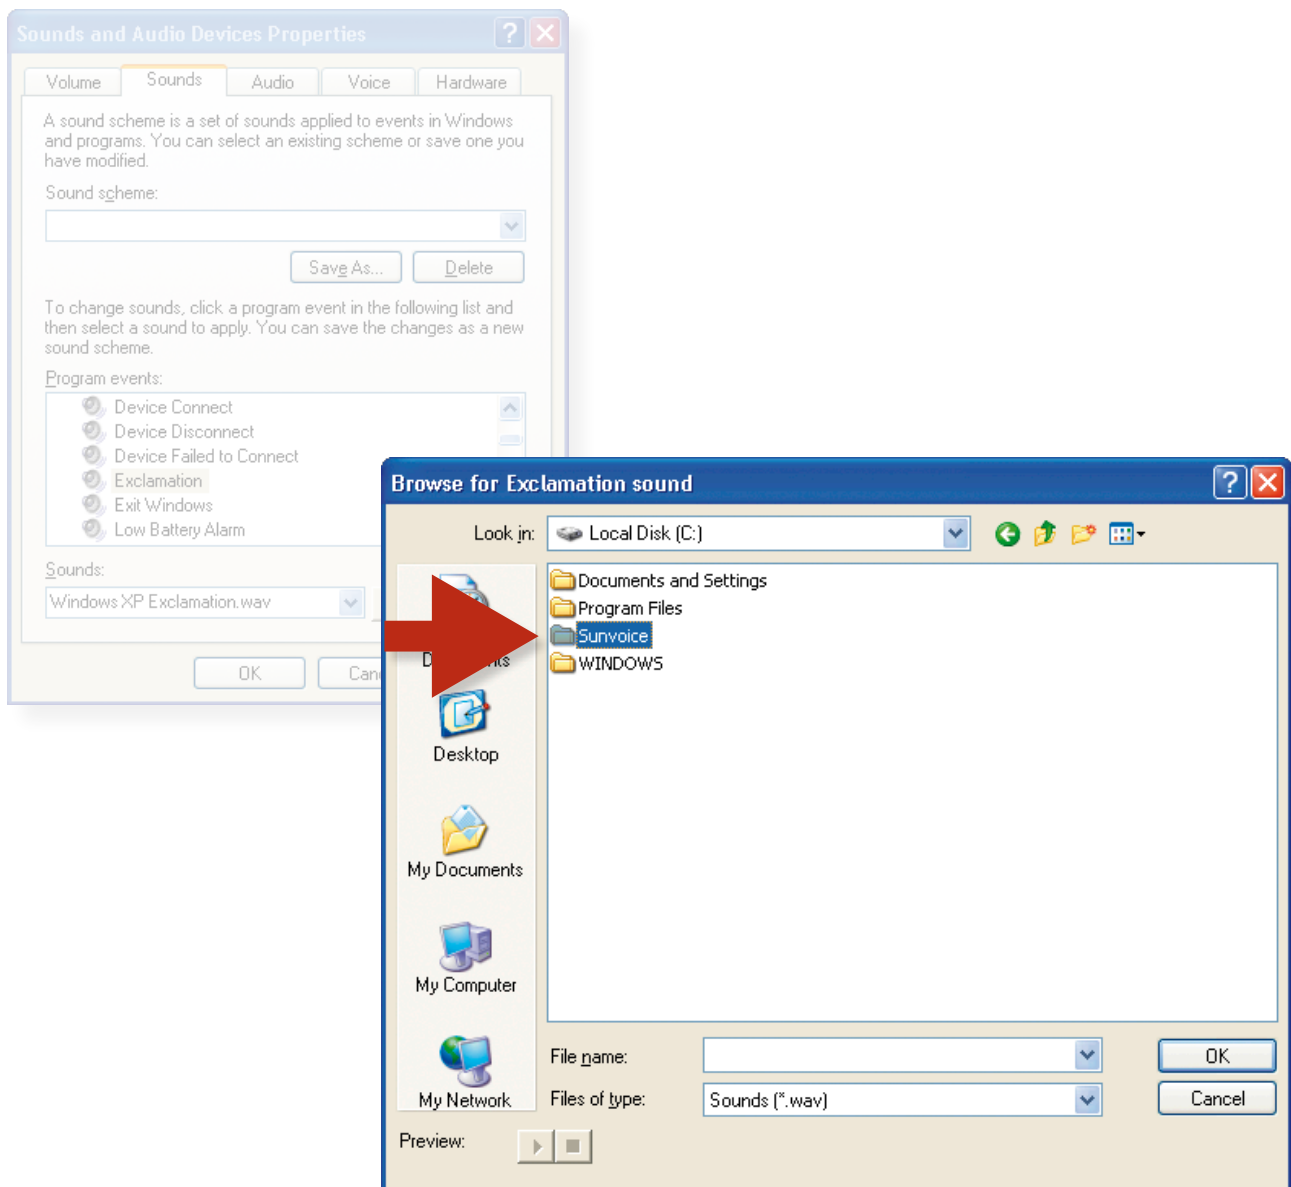 Sounds and Audio Devices Properties
Volume Sounds Audio Voice Hardware
A sound scheme is a set of sounds applied to events in Windows
and programs. You can select an existing scheme or save one you
have modified.
Sound scheme:
Save As... Delete
To change sounds, click a program event in the following list and
then select a sound to apply. You can save the changes as a new
sound scheme.
Program events:
Device Connect
Device Disconnect
Device Failed to Connect
Exclamation
Exit Windows
Low Battery Alarm
Sounds:
Windows XP Exclamation.wav
OK
Browse for Exclamation sound
Look in: Local Disk (C:)
Documents and Settings
Program Files
Sunvoice
WINDOWS
Desktop
My Documents
My Computer
My Network
File name: OK
Files of type: Sounds (*.wav) Cancel
Preview: